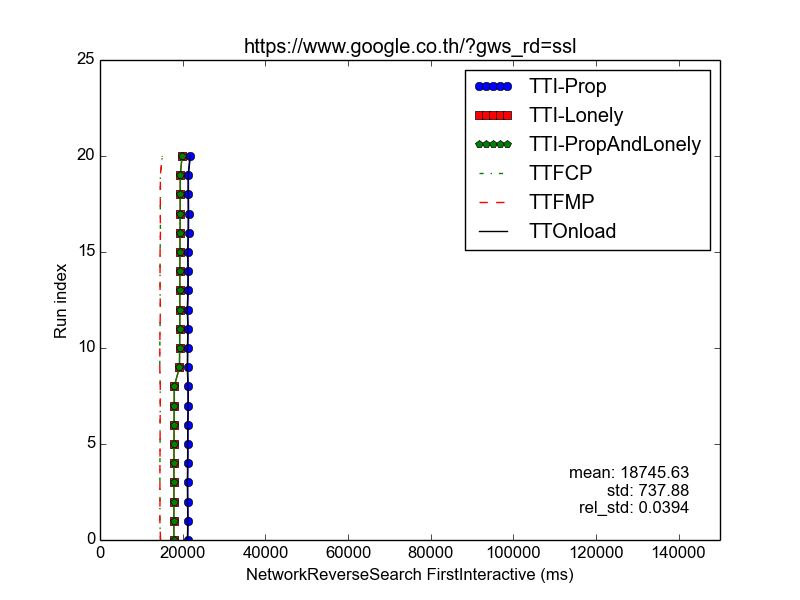 https://www.google.co.th/?gws_rd=ssl
25
20
15
10
5
0
Run index
TTI-Prop
TTI-Lonely
TTI-PropAndLonely
TTFCP
TTFMP
TTOnload
mean: 18745.63
std: 737.88
rel_std: 0.0394
0 20000 40000 60000 80000 100000 120000 140000
NetworkReverseSearch FirstInteractive (ms)